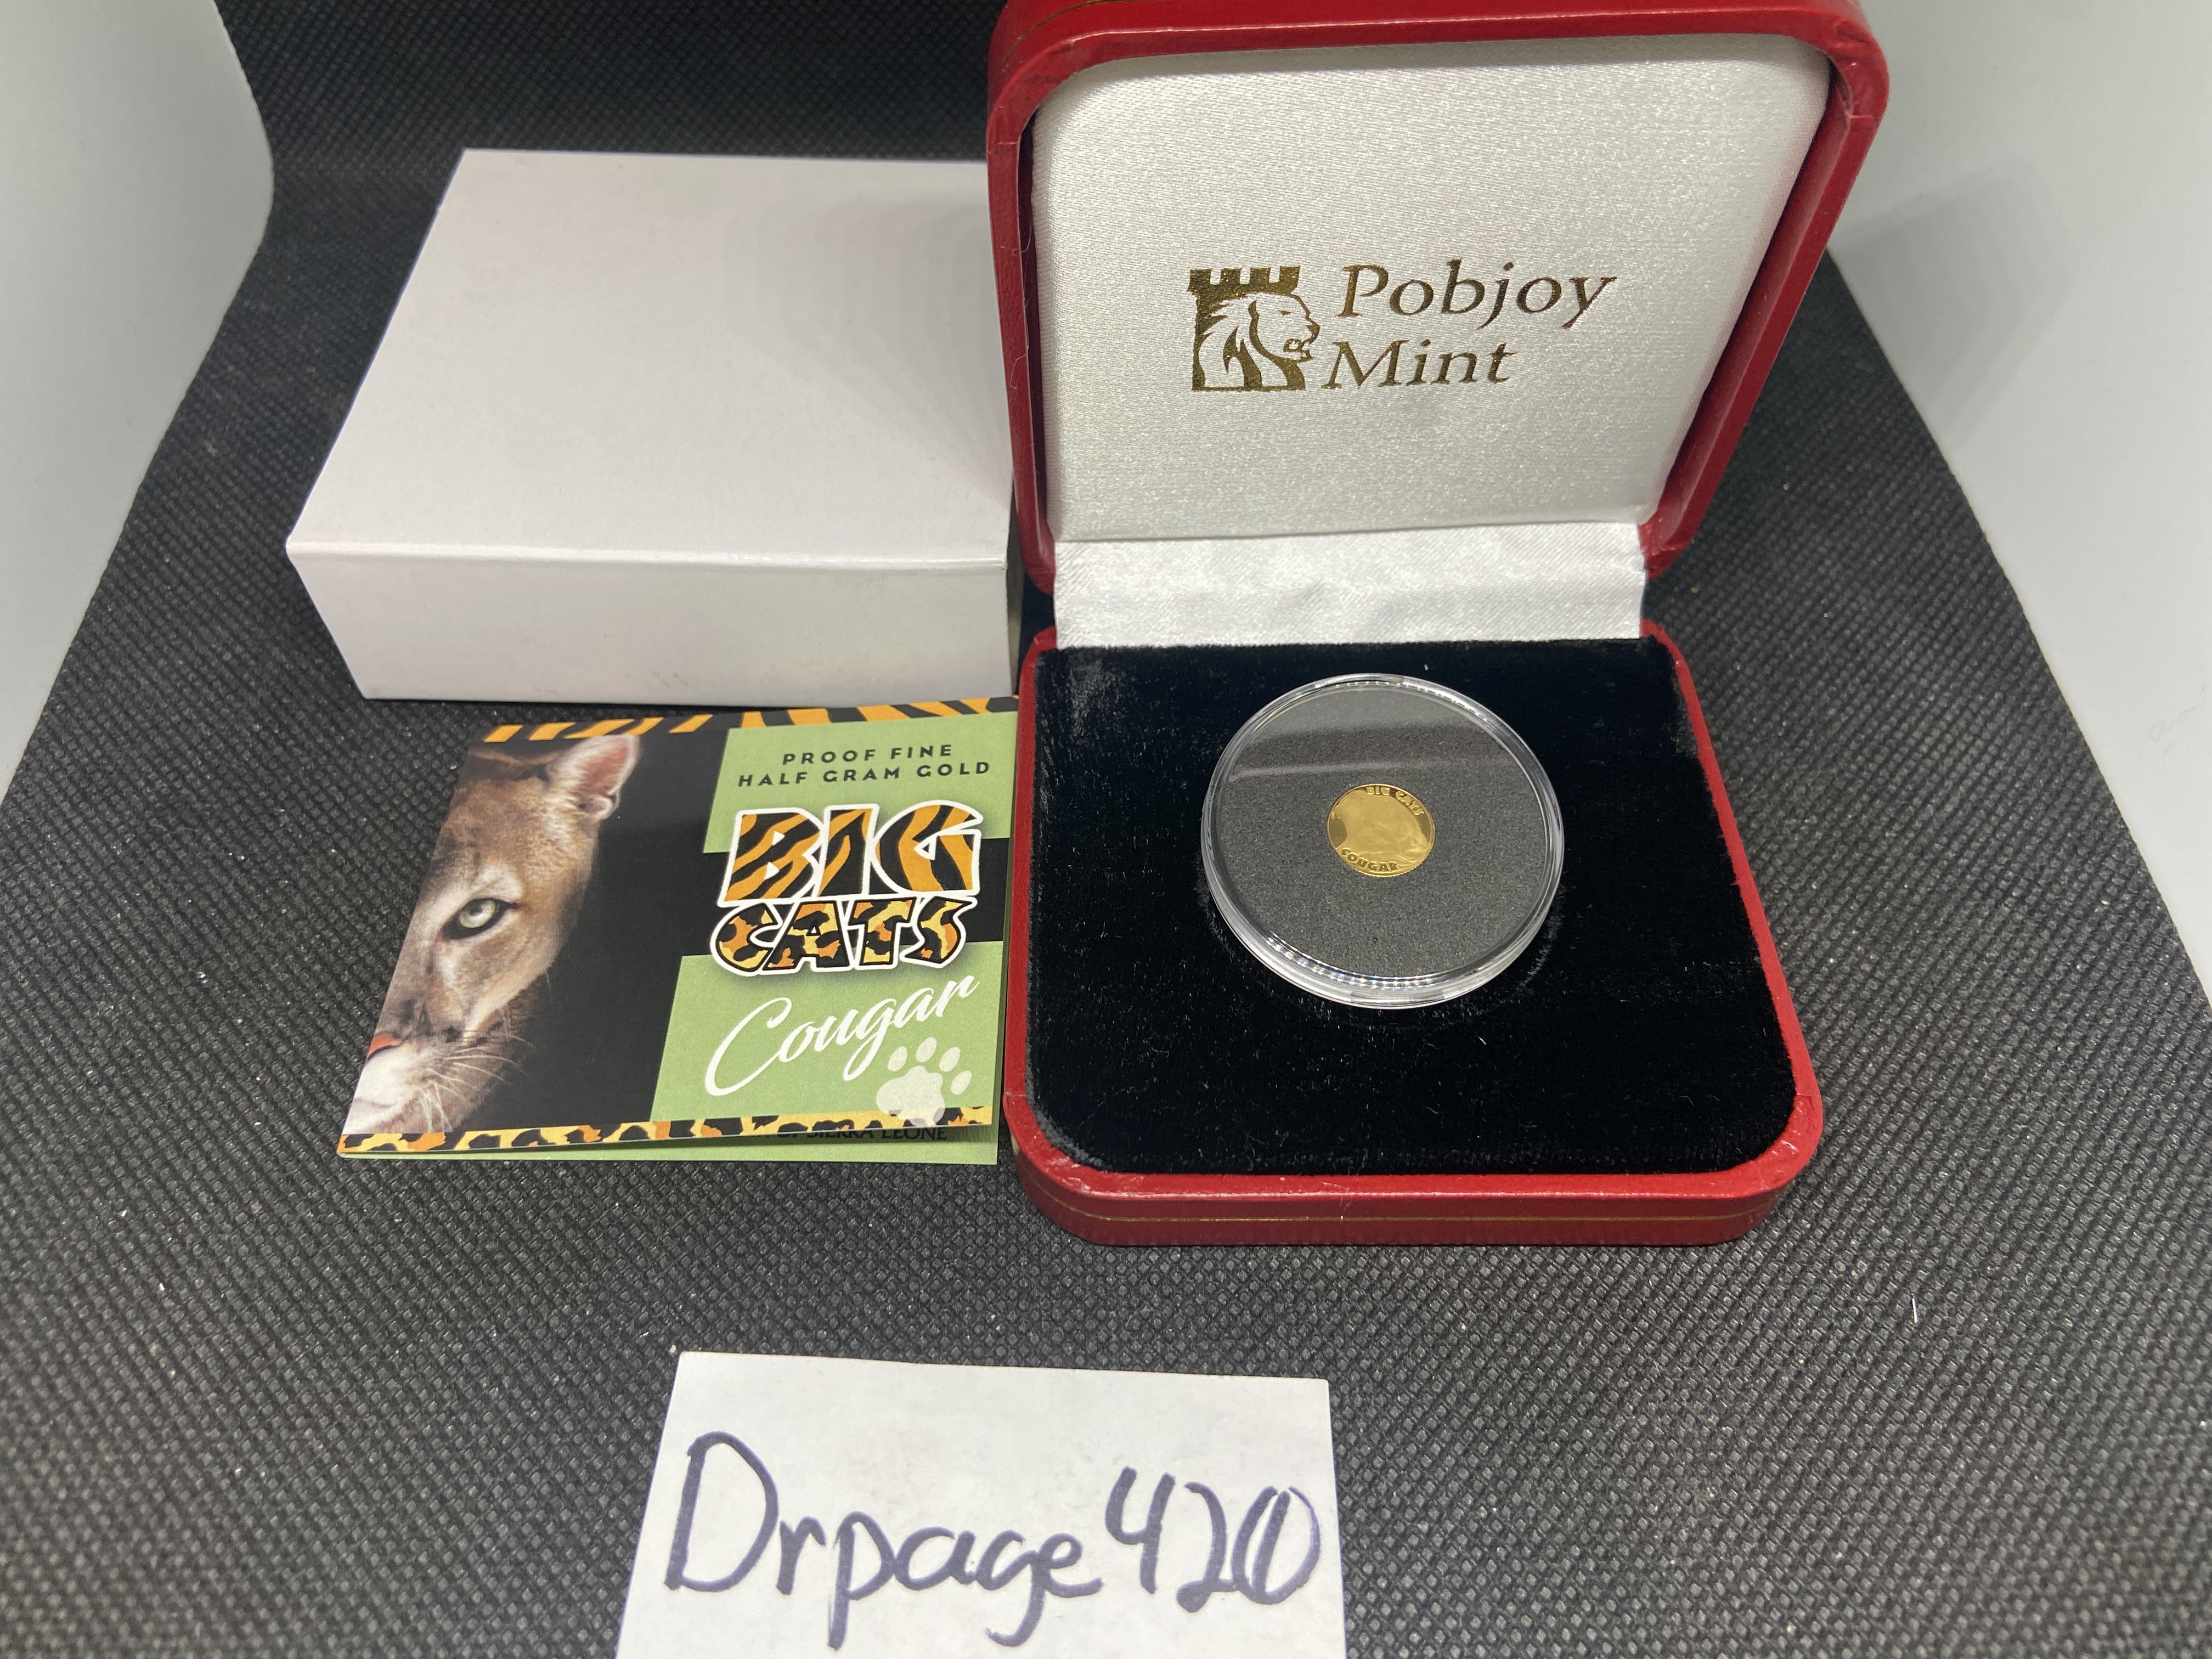 Pobjoy
Mint
PROOF FINE
HALF GRAM GOLD
BIG
CATS
Cougar
SIERRA LEONE
BIG CATS
COUGAR
Drpage420